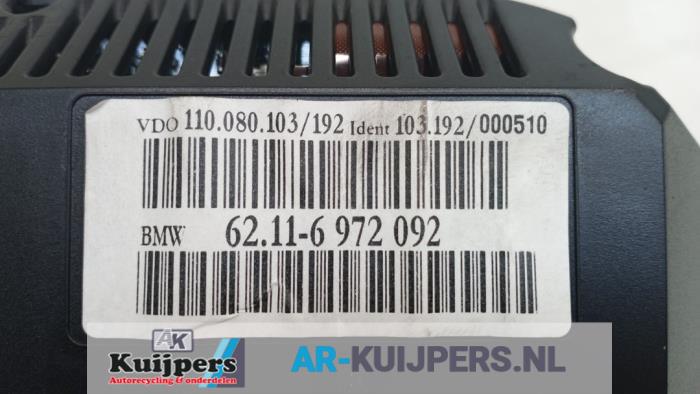 VDO 110.080.103/192 Ident 103.192/000510
BMW 62.11-6 972 092
AK
Kuijpers
Autorecycling & onderdelen
AR-KUIJPERS.NL